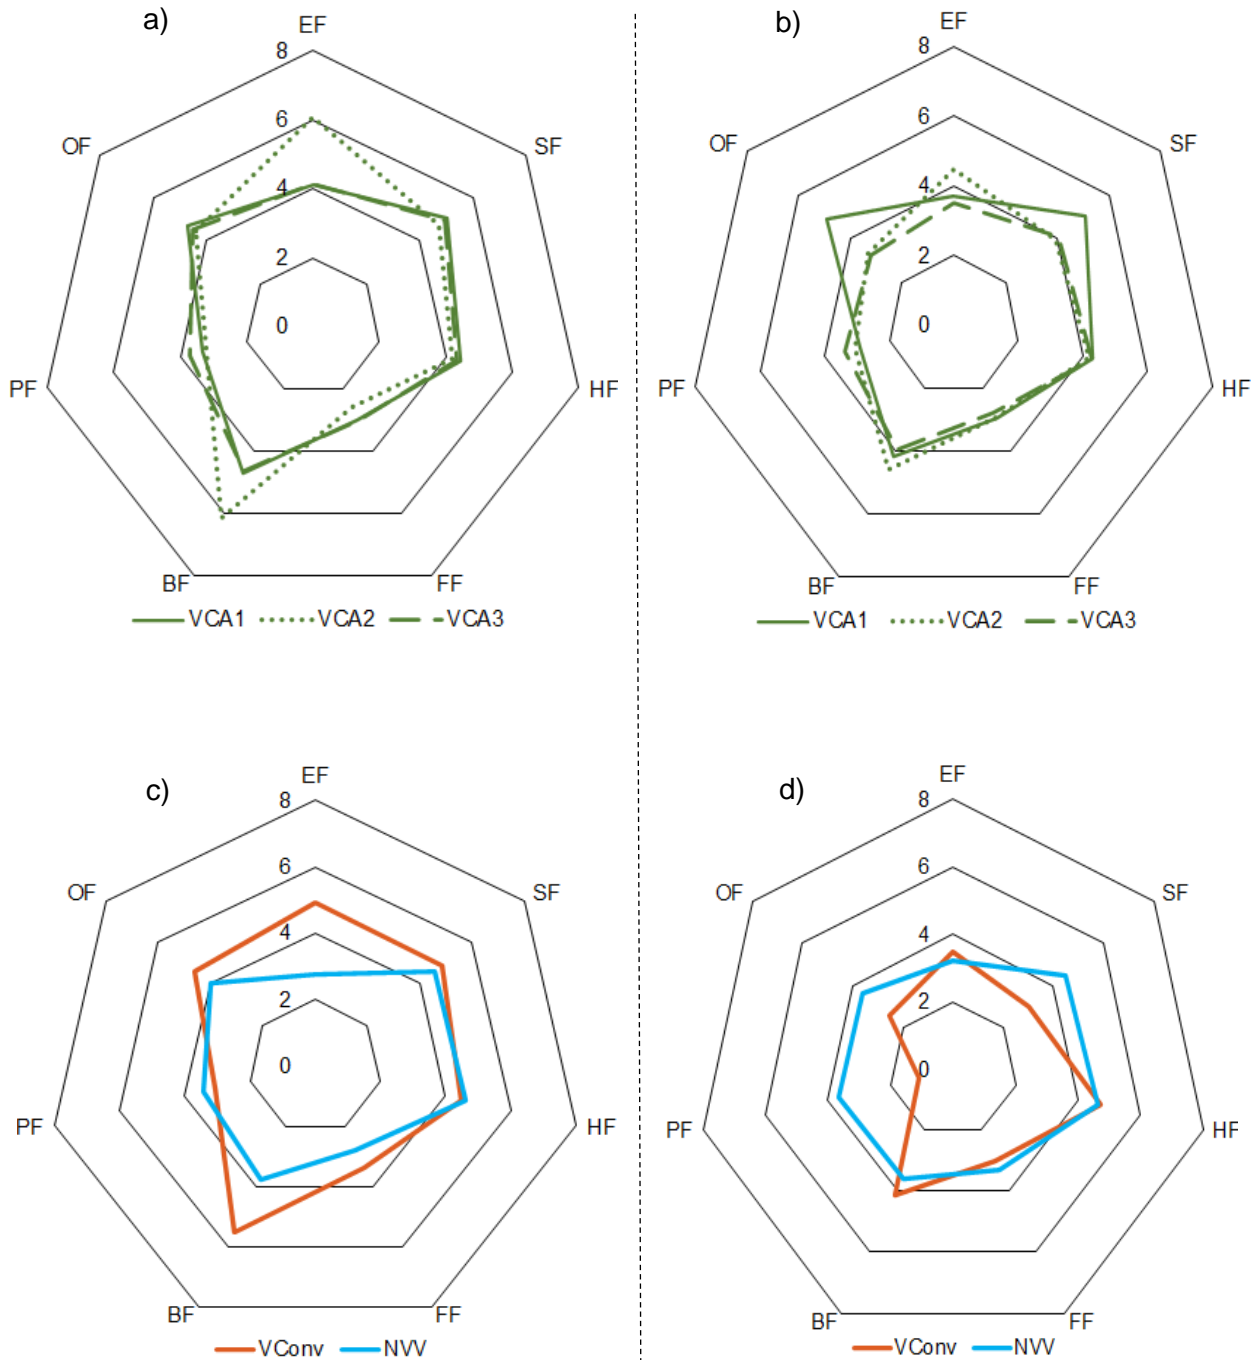 a)
EF
8
6
4
2
0
OF
SF
PF
HF
BF
FF
VCA1 VCA2 VCA3
b)
EF
8
6
4
2
0
OF
SF
PF
HF
BF
FF
VCA1 VCA2 VCA3
c)
EF
8
6
4
2
0
OF
SF
PF
HF
BF
FF
VConv NVV
d)
EF
8
6
4
2
0
OF
SF
PF
HF
BF
FF
VConv NVV